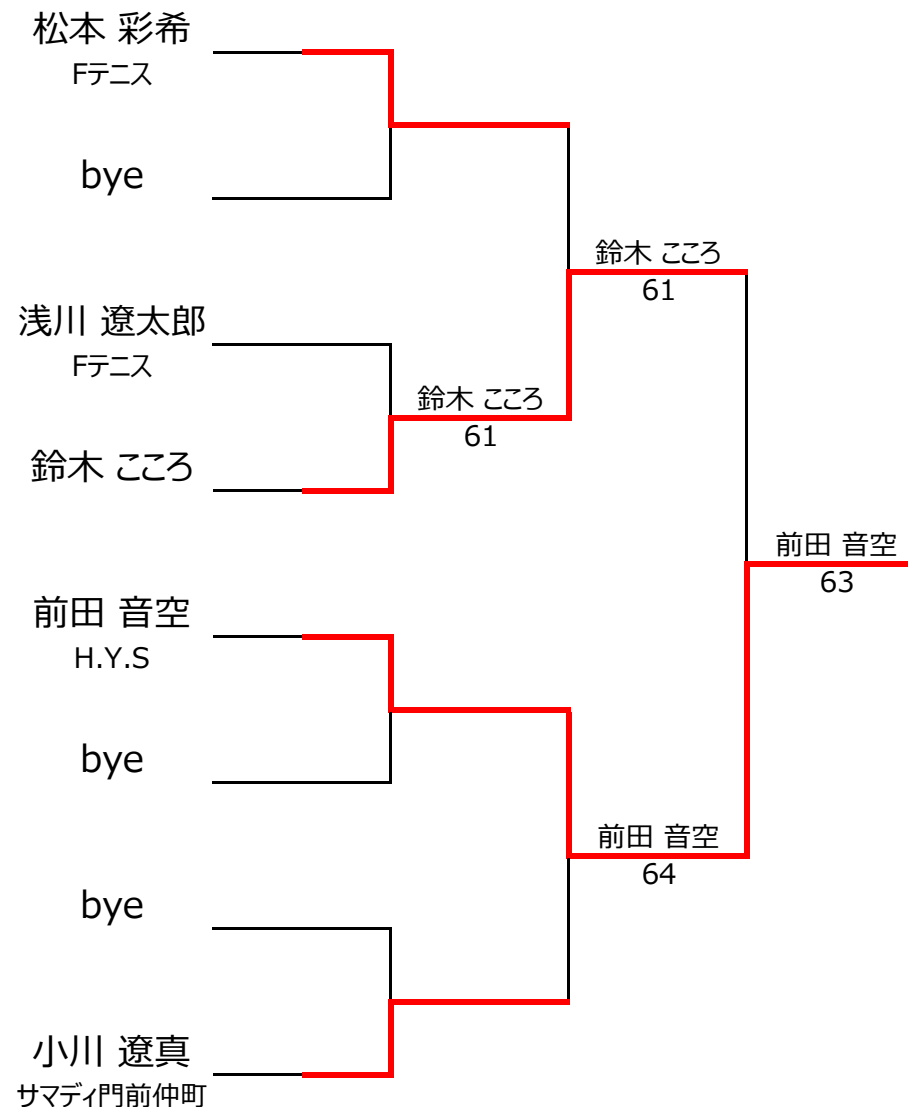 松本 彩希
Fテニス
bye
浅川 遼太郎
Fテニス
鈴木 こころ
前田 音空
H.Y.S
bye
bye
小川 遼真
サマディ門前仲町
鈴木 こころ
61
鈴木 こころ
61
前田 音空
64
前田 音空
63